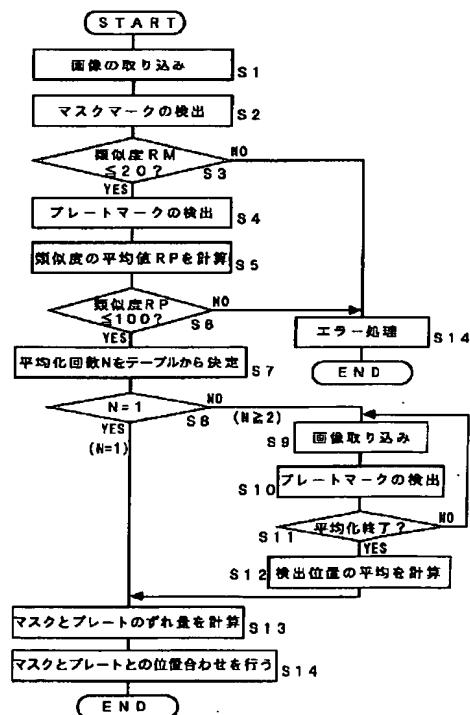 START
画像の取り込み S1
マスクマークの検出 S2
類似度RM
≦20? S3
NO
YES
プレートマークの検出 S4
類似度の平均値RPを計算 S5
類似度RP
≦100? S6
NO
YES
エラー処理 S14
END
平均化回数Nをテーブルから決定 S7
N=1 S8
NO
(N≧2)
YES
(N=1)
S9 画像取り込み
S10 プレートマークの検出
S11 平均化終了?
NO
YES
S12 検出位置の平均を計算
マスクとプレートのずれ量を計算 S13
マスクとプレートとの位置合わせを行う S14
END